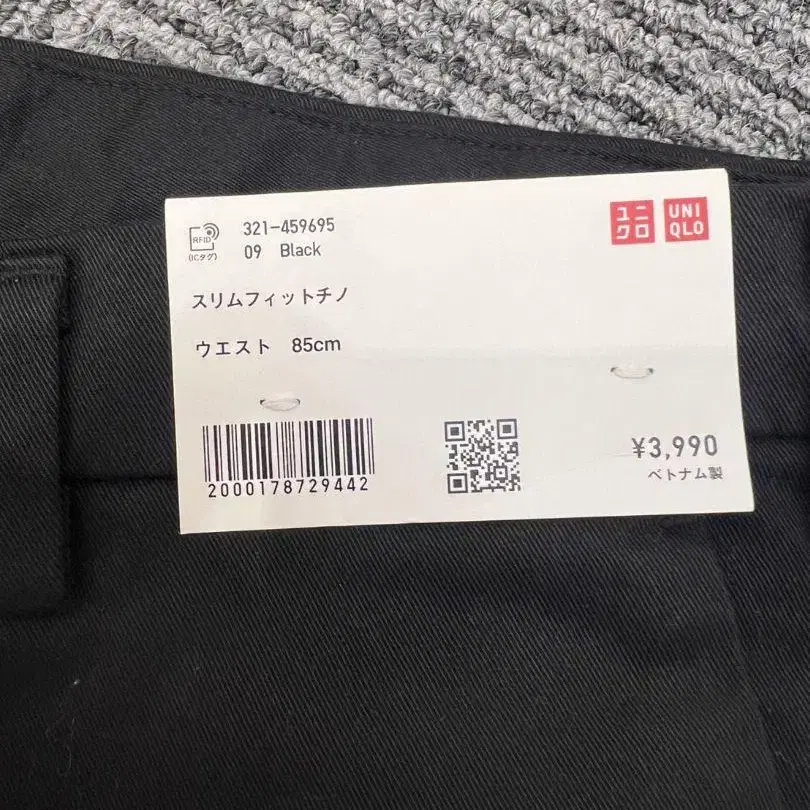 321-459695
09 Black
RFID
(ICタグ)
ユニクロ
UNI
QLO
スリムフィットチノ
ウエスト 85cm
2000178729442
¥3,990
ベトナム製